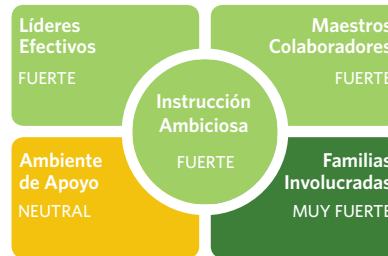 Líderes
Efectivos
FUERTE
Maestros
Colaboradores
FUERTE
Instrucción
Ambiciosa
FUERTE
Ambiente
de Apoyo
NEUTRAL
Familias
Involucradas
MUY FUERTE